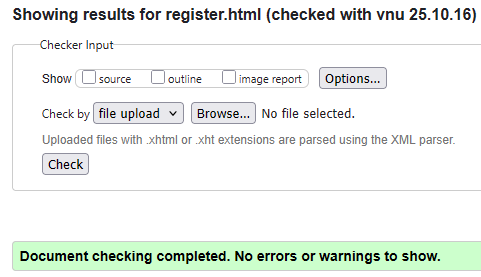 Showing results for register.html (checked with vnu 25.10.16)
Checker Input
Show source outline image report Options...
Check by file upload Browse... No file selected.
Uploaded files with .xhtml or .xht extensions are parsed using the XML parser.
Check
Document checking completed. No errors or warnings to show.